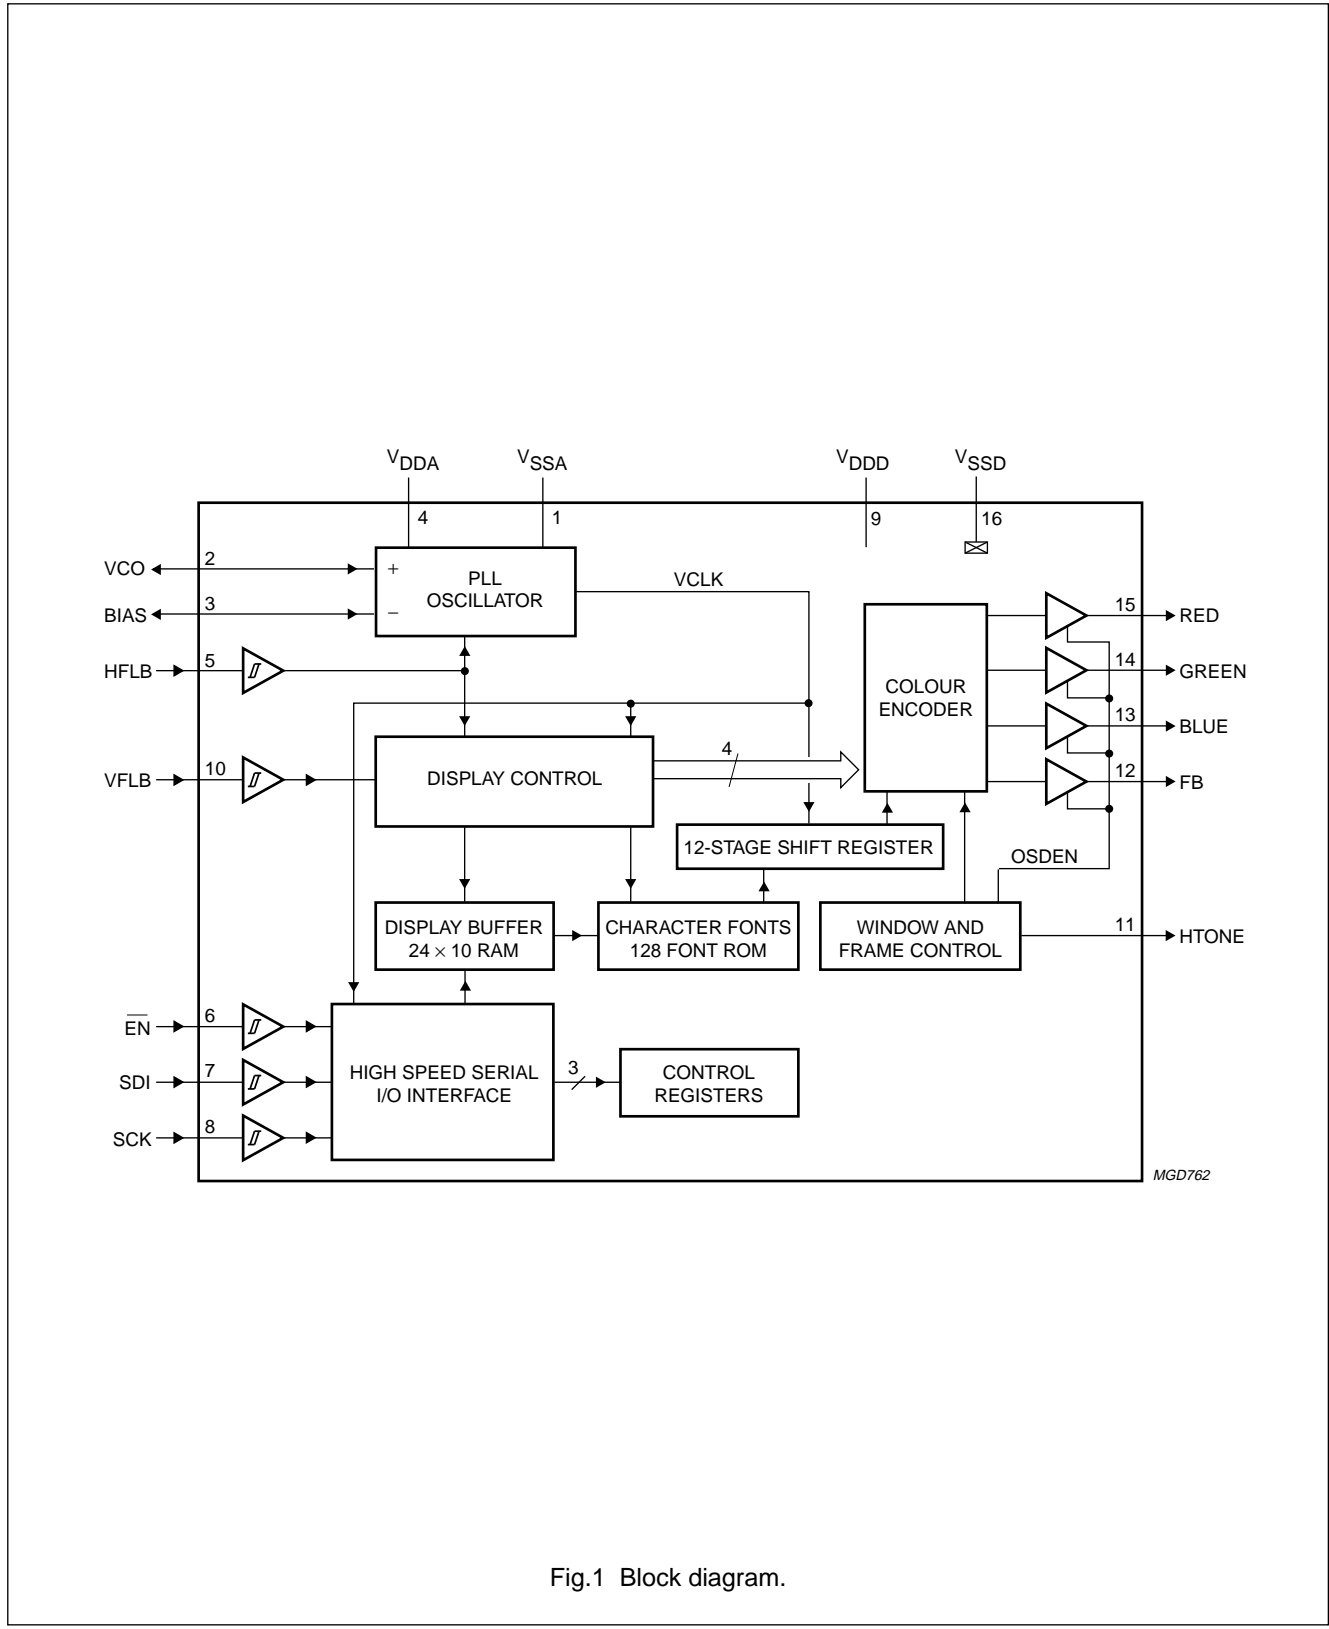 VDDA VSSA VDDD VSSD
4 1 9 16
VCO 2 + PLL
OSCILLATOR
VCLK
BIAS 3 −
HFLB 5
15 RED
14 GREEN
COLOUR
ENCODER
13 BLUE
12 FB
VFLB 10
DISPLAY CONTROL
4
12-STAGE SHIFT REGISTER
OSDEN
DISPLAY BUFFER
24 × 10 RAM
CHARACTER FONTS
128 FONT ROM
WINDOW AND
FRAME CONTROL
11 HTONE
EN 6
SDI 7
SCK 8
HIGH SPEED SERIAL
I/O INTERFACE
3
CONTROL
REGISTERS
MGD762
Fig.1 Block diagram.